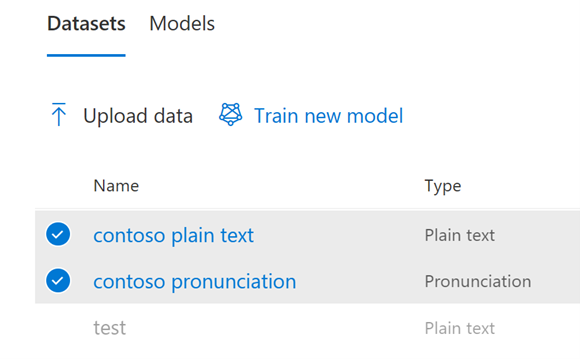 Datasets Models
Upload data Train new model
Name Type
contoso plain text Plain text
contoso pronunciation Pronunciation
test Plain text